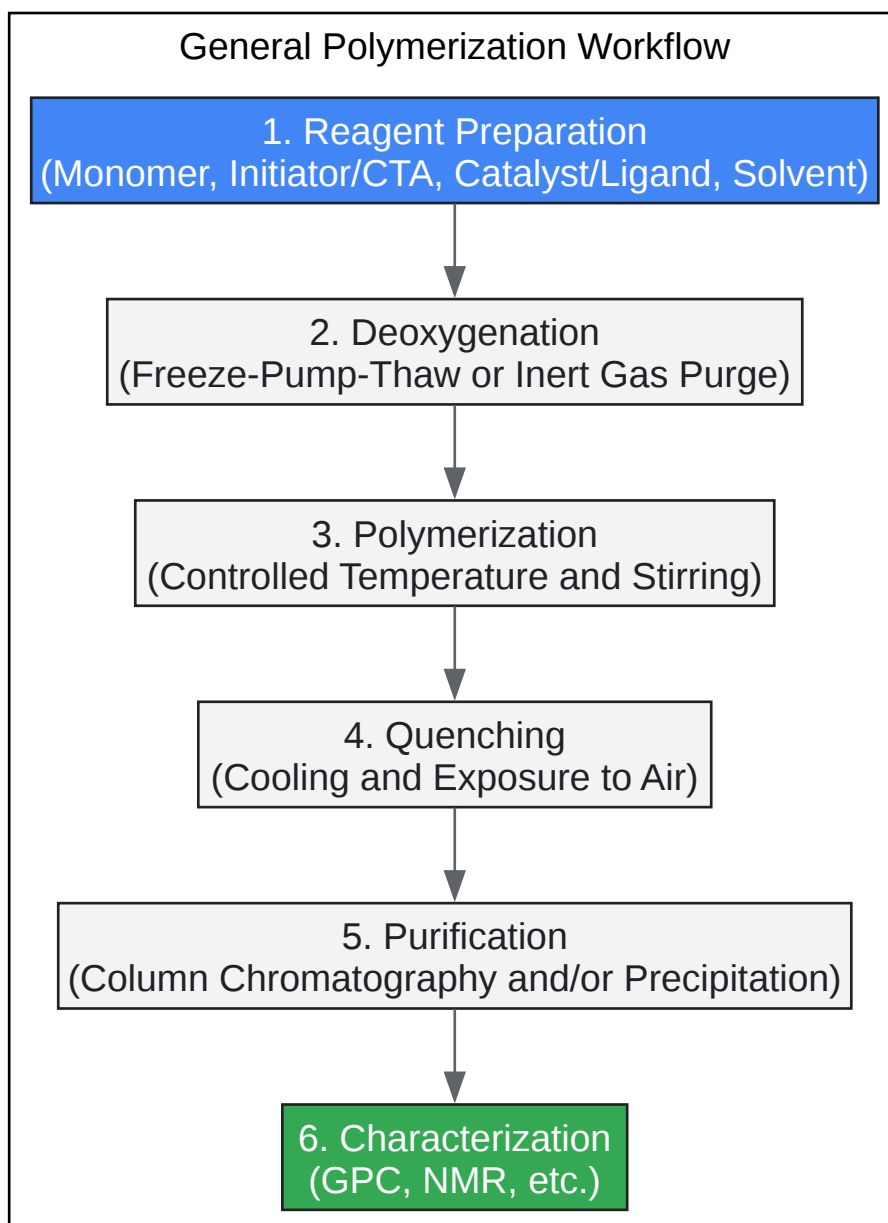 General Polymerization Workflow
1. Reagent Preparation
(Monomer, Initiator/CTA, Catalyst/Ligand, Solvent)
2. Deoxygenation
(Freeze-Pump-Thaw or Inert Gas Purge)
3. Polymerization
(Controlled Temperature and Stirring)
4. Quenching
(Cooling and Exposure to Air)
5. Purification
(Column Chromatography and/or Precipitation)
6. Characterization
(GPC, NMR, etc.)